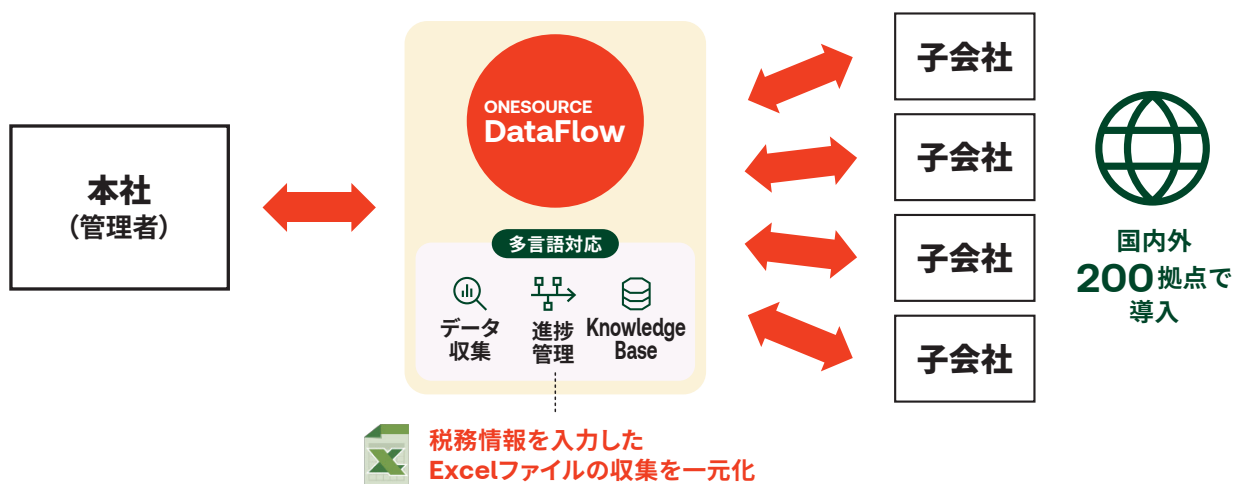 本社
（管理者）
ONESOURCE
DataFlow
多言語対応
データ
収集
進捗
管理
Knowledge
Base
税務情報を入力した
Excelファイルの収集を一元化
子会社
子会社
子会社
子会社
国内外
200拠点で
導入